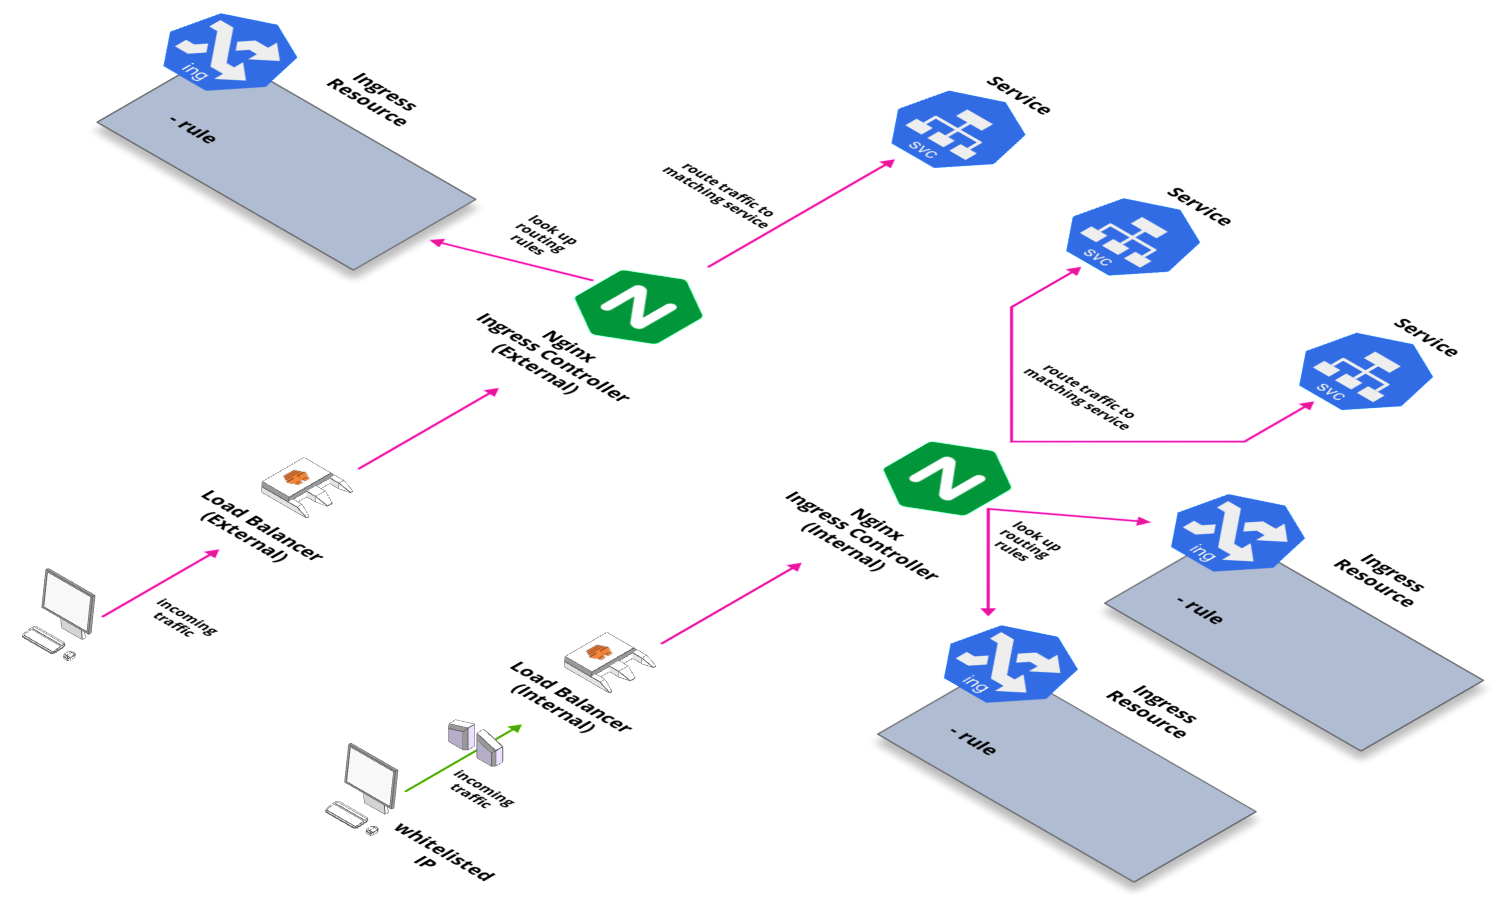 ing
Ingress
Resource
- rule
Service
svc
route traffic to
matching service
look up
routing
rules
Nginx
Ingress Controller
(External)
Service
svc
Service
svc
route traffic to
matching service
Load Balancer
(External)
incoming
traffic
Nginx
Ingress Controller
(Internal)
look up
routing
rules
ing
Ingress
Resource
- rule
ing
Ingress
Resource
- rule
Load Balancer
(Internal)
incoming
traffic
whitelisted
IP